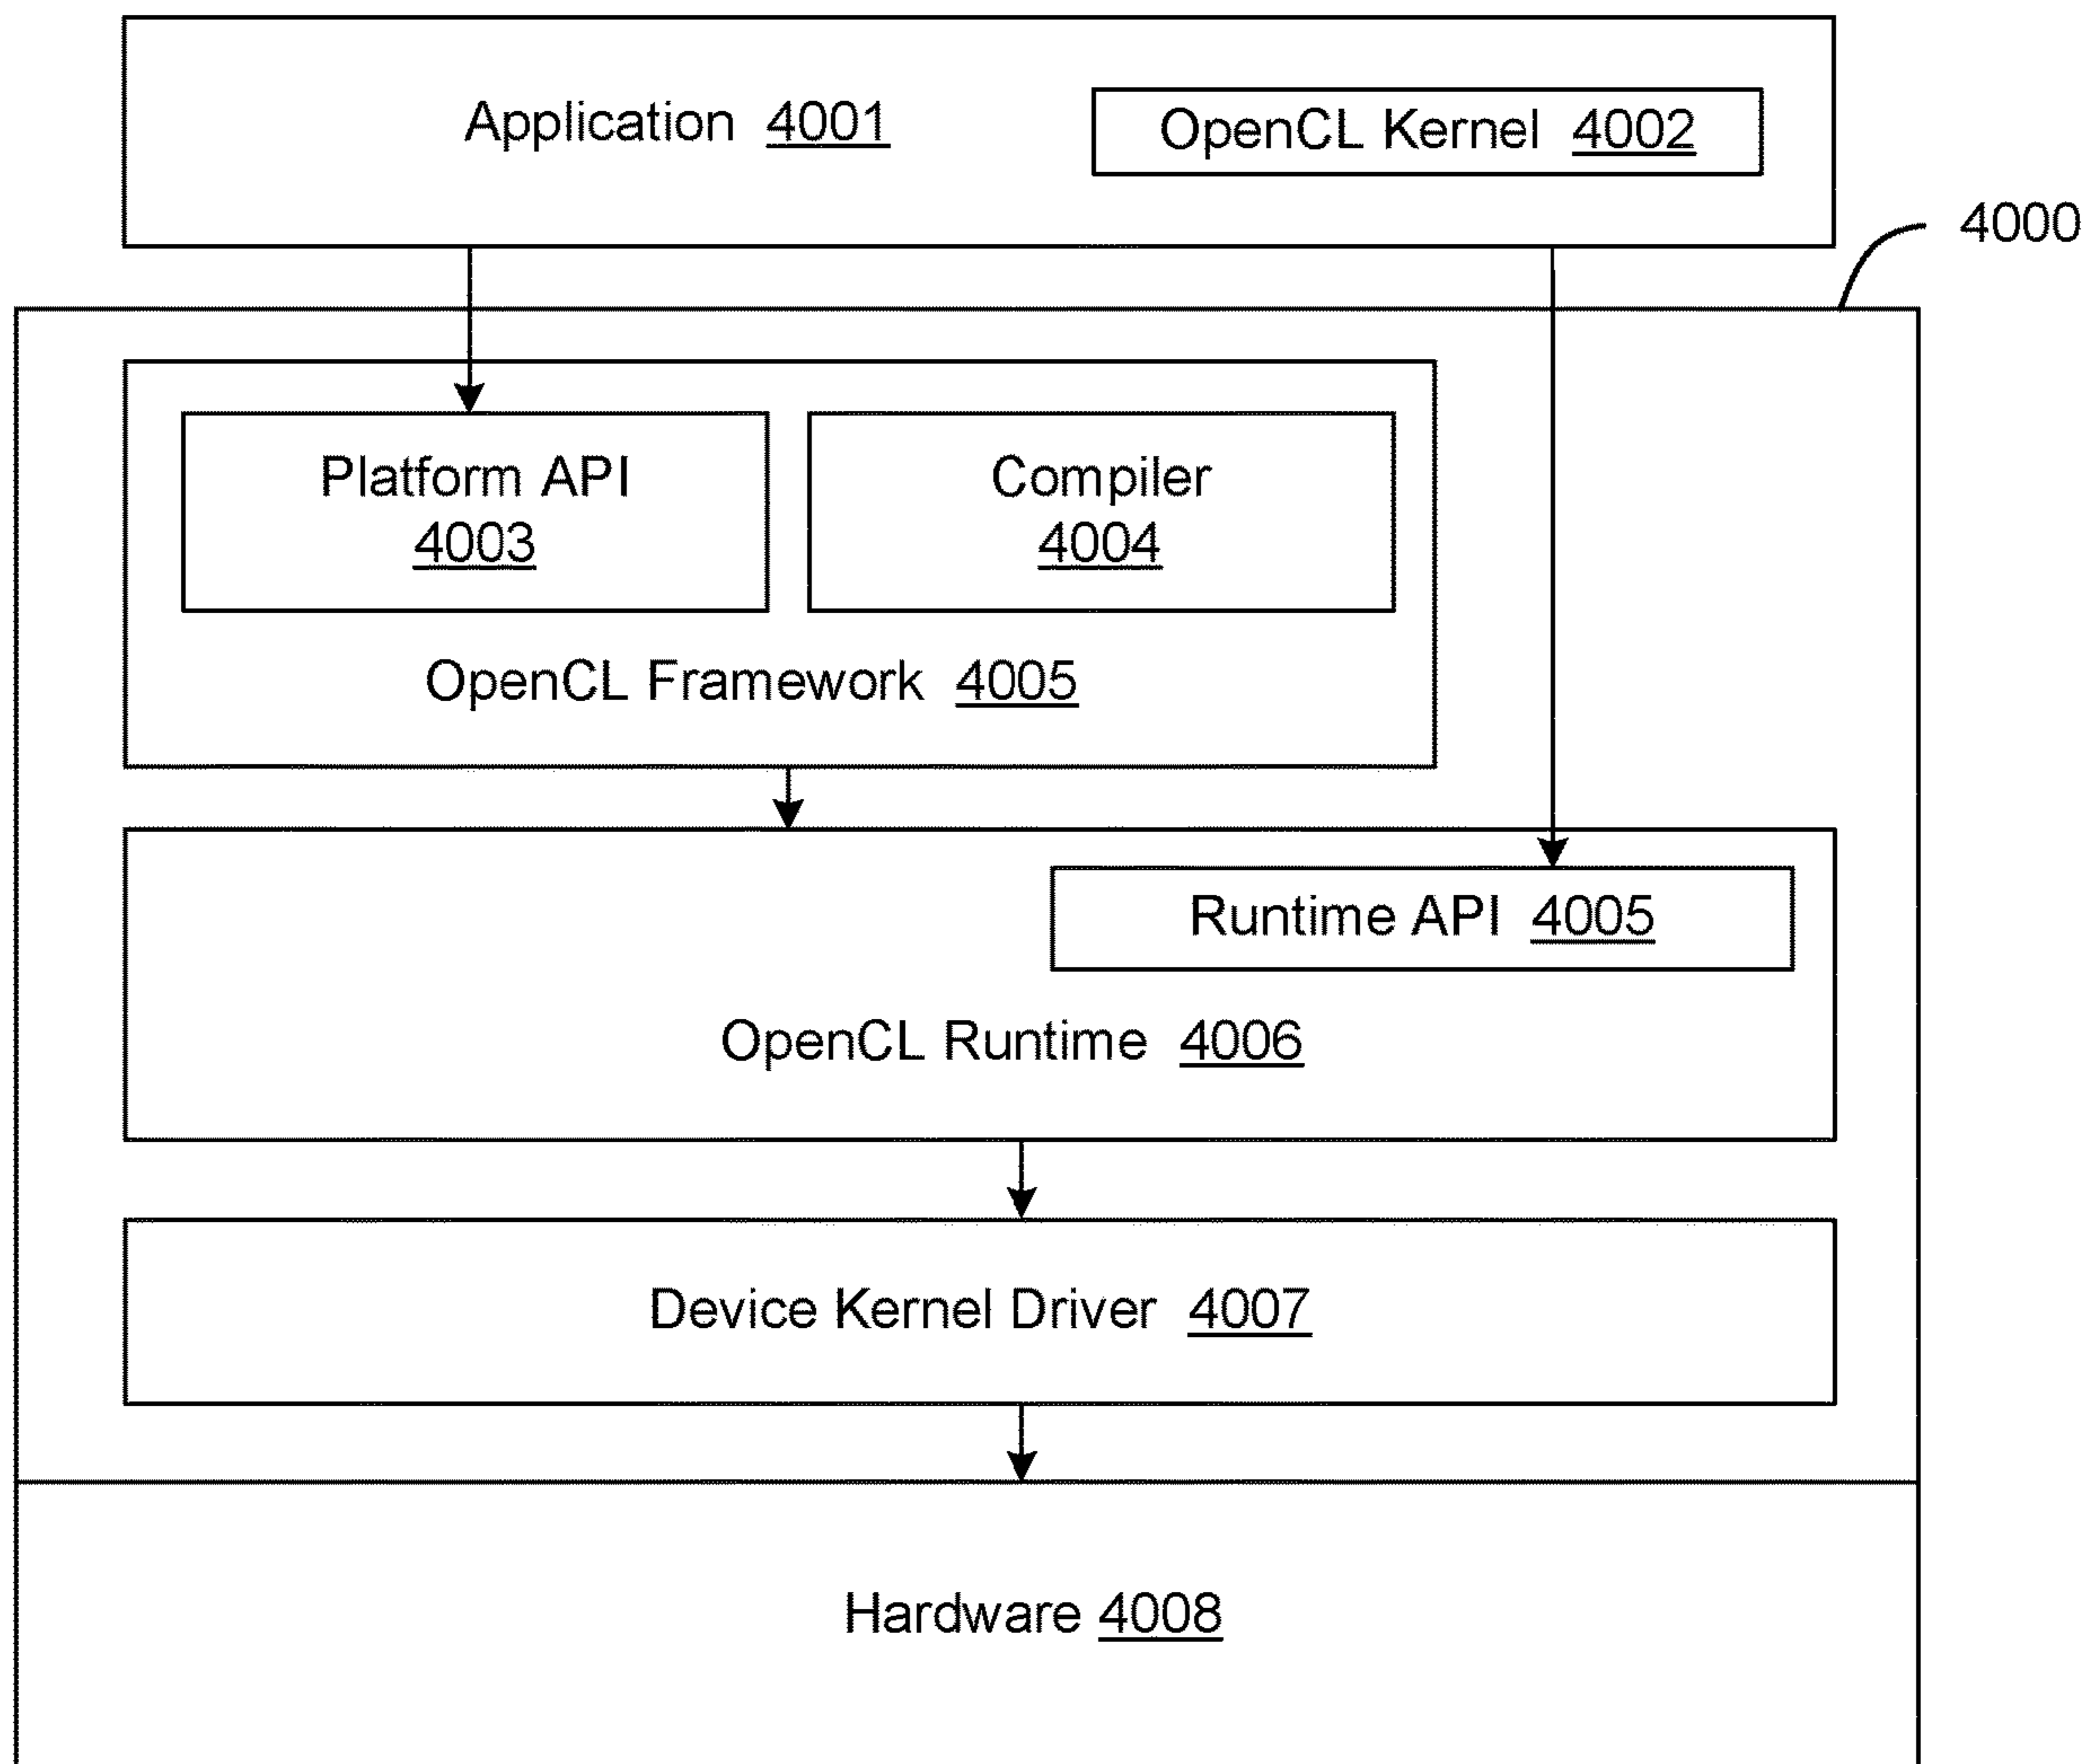 Application 4001
OpenCL Kernel 4002
4000
Platform API
4003
Compiler
4004
OpenCL Framework 4005
Runtime API 4005
OpenCL Runtime 4006
Device Kernel Driver 4007
Hardware 4008